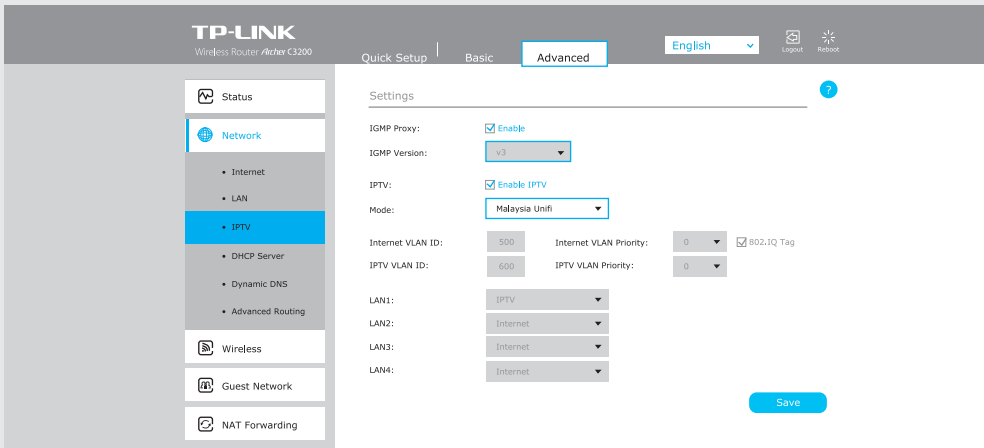 TP-LINK
Wireless Router Archer C3200
Quick Setup
Basic
Advanced
English
Logout
Reboot
Status
Network
• Internet
• LAN
• IPTV
• DHCP Server
• Dynamic DNS
• Advanced Routing
Wireless
Guest Network
NAT Forwarding
Settings
?
IGMP Proxy: Enable
IGMP Version: v3
IPTV: Enable IPTV
Mode: Malaysia Unifi
Internet VLAN ID: 500 Internet VLAN Priority: 0 802.IQ Tag
IPTV VLAN ID: 600 IPTV VLAN Priority: 0
LAN1: IPTV
LAN2: Internet
LAN3: Internet
LAN4: Internet
Save